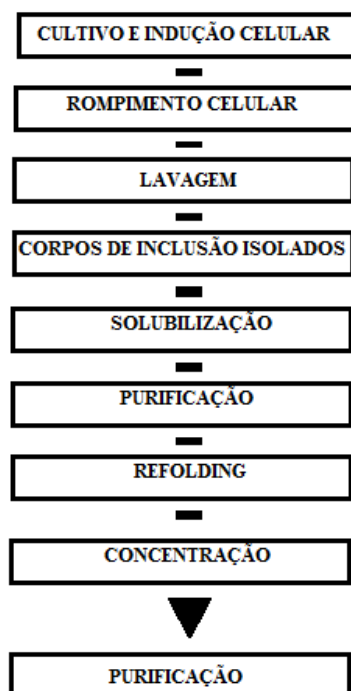 CULTIVO E INDUÇÃO CELULAR
ROMPIMENTO CELULAR
LAVAGEM
CORPOS DE INCLUSÃO ISOLADOS
SOLUBILIZAÇÃO
PURIFICAÇÃO
REFOLDING
CONCENTRAÇÃO
PURIFICAÇÃO